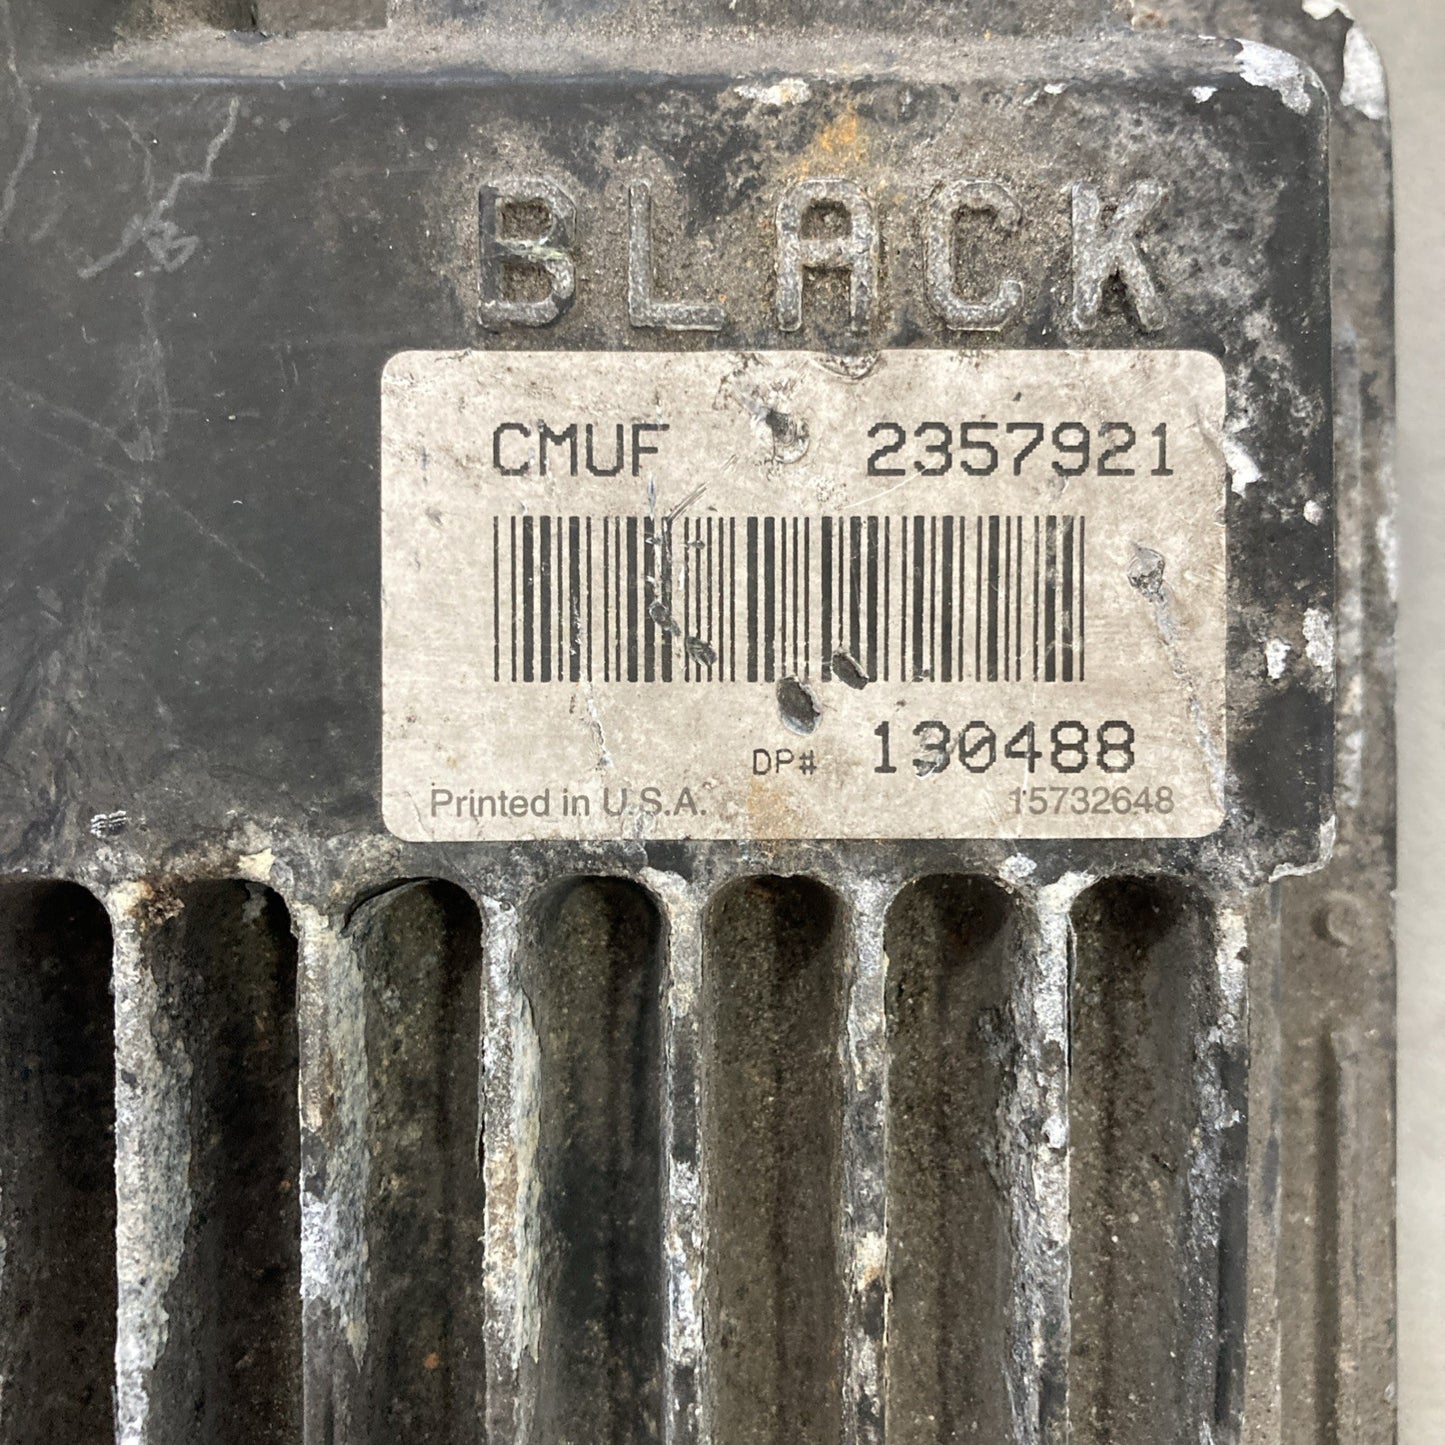 BLACK
CMUF 2357921
DP# 130488
Printed in U.S.A. 15732648